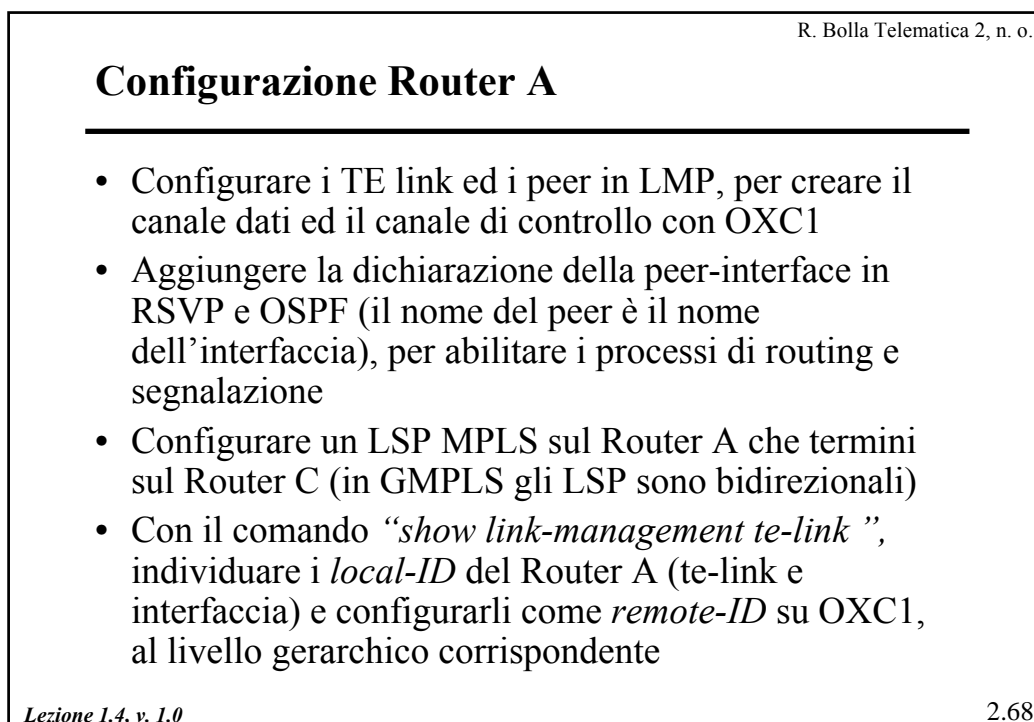 R. Bolla Telematica 2, n. o.
Configurazione Router A
• Configurare i TE link ed i peer in LMP, per creare il
canale dati ed il canale di controllo con OXC1
• Aggiungere la dichiarazione della peer-interface in
RSVP e OSPF (il nome del peer è il nome
dell’interfaccia), per abilitare i processi di routing e
segnalazione
• Configurare un LSP MPLS sul Router A che termini
sul Router C (in GMPLS gli LSP sono bidirezionali)
• Con il comando “show link-management te-link ”,
individuare i local-ID del Router A (te-link e
interfaccia) e configurarli come remote-ID su OXC1,
al livello gerarchico corrispondente
Lezione 1.4, v. 1.0
2.68